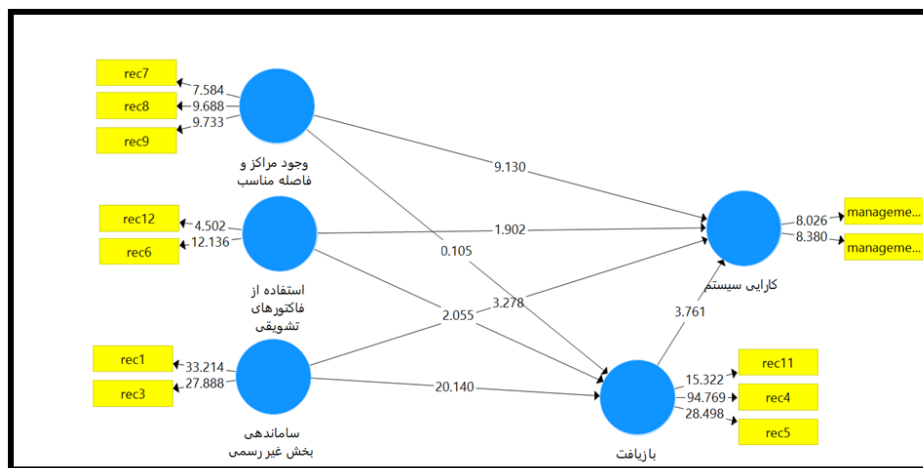 rec7
7.584
rec8
9.688
rec9
9.733
وجود مراکز و
فاصله مناسب
9.130
rec12
4.502
rec6
12.136
استفاده از
فاکتورهای
تشویقی
1.902
0.105
8.026
manageme...
8.380
manageme...
کارایی سیستم
3.278
2.055
3.761
rec1
33.214
rec3
27.888
ساماندهی
بخش غیر رسمی
20.140
15.322
rec11
94.769
rec4
28.498
rec5
بازیافت